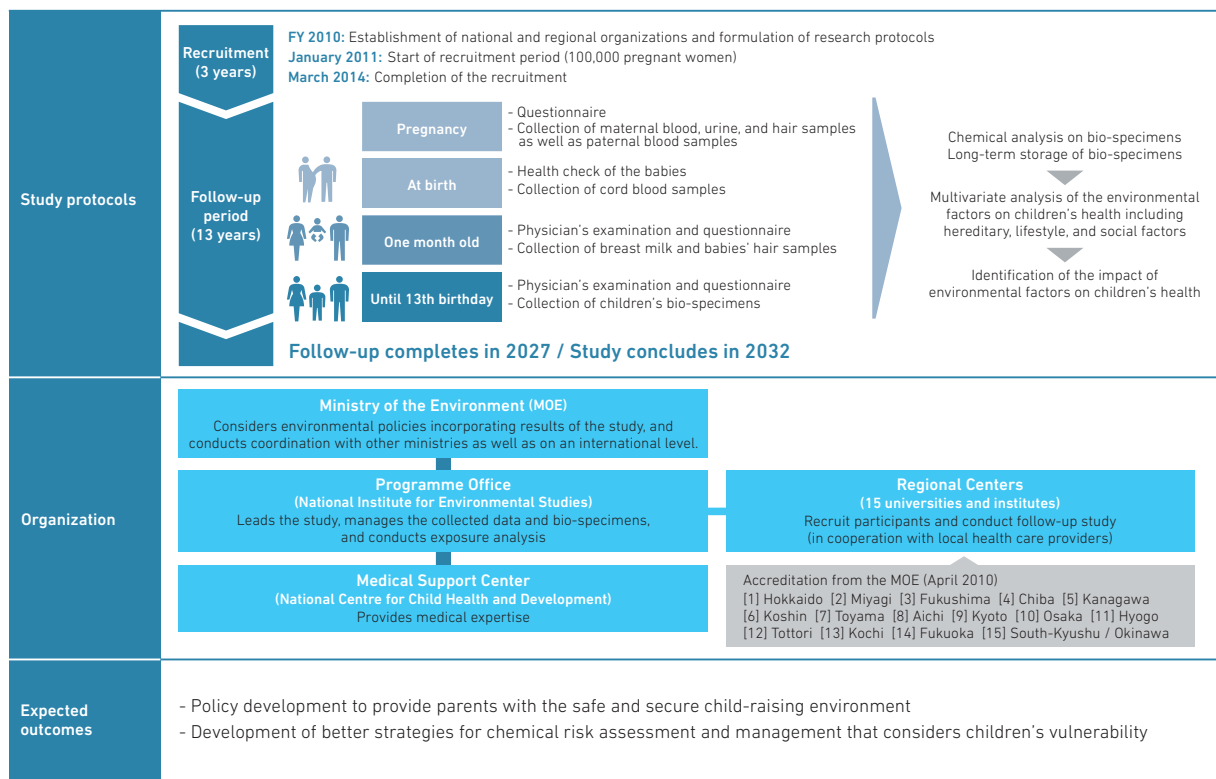 Study protocols
Recruitment
(3 years)
FY 2010: Establishment of national and regional organizations and formulation of research protocols
January 2011: Start of recruitment period (100,000 pregnant women)
March 2014: Completion of the recruitment
Follow-up
period
(13 years)
Pregnancy
- Questionnaire
- Collection of maternal blood, urine, and hair samples
as well as paternal blood samples
At birth
- Health check of the babies
- Collection of cord blood samples
One month old
- Physician's examination and questionnaire
- Collection of breast milk and babies' hair samples
Until 13th birthday
- Physician's examination and questionnaire
- Collection of children's bio-specimens
Chemical analysis on bio-specimens
Long-term storage of bio-specimens
Multivariate analysis of the environmental
factors on children's health including
hereditary, lifestyle, and social factors
Identification of the impact of
environmental factors on children's health
Follow-up completes in 2027 / Study concludes in 2032
Organization
Ministry of the Environment (MOE)
Considers environmental policies incorporating results of the study, and
conducts coordination with other ministries as well as on an international level.
Programme Office
(National Institute for Environmental Studies)
Leads the study, manages the collected data and bio-specimens,
and conducts exposure analysis
Medical Support Center
(National Centre for Child Health and Development)
Provides medical expertise
Regional Centers
(15 universities and institutes)
Recruit participants and conduct follow-up study
(in cooperation with local health care providers)
Accreditation from the MOE (April 2010)
[1] Hokkaido [2] Miyagi [3] Fukushima [4] Chiba [5] Kanagawa
[6] Koshin [7] Toyama [8] Aichi [9] Kyoto [10] Osaka [11] Hyogo
[12] Tottori [13] Kochi [14] Fukuoka [15] South-Kyushu / Okinawa
Expected
outcomes
- Policy development to provide parents with the safe and secure child-raising environment
- Development of better strategies for chemical risk assessment and management that considers children's vulnerability